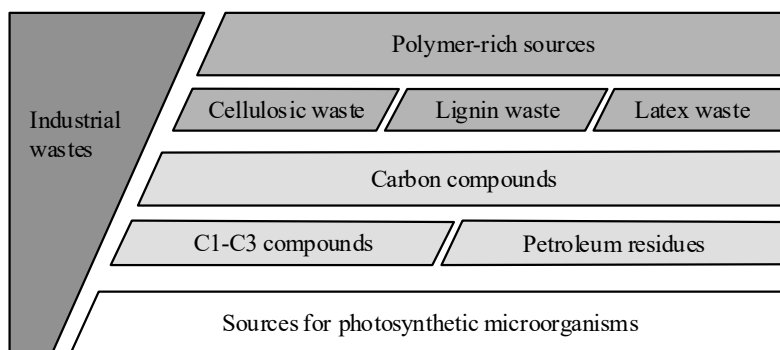 Polymer-rich sources
Cellulosic waste
Lignin waste
Latex waste
Industrial
wastes
Carbon compounds
C1-C3 compounds
Petroleum residues
Sources for photosynthetic microorganisms